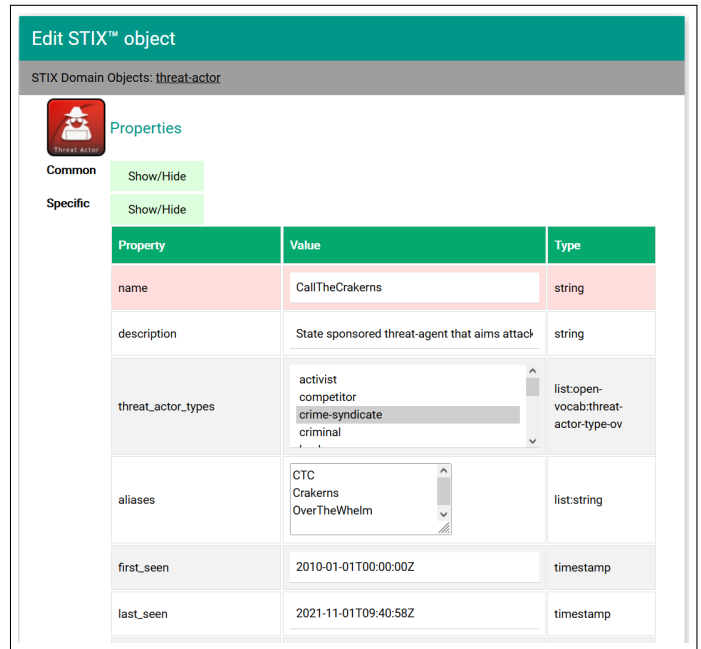 Edit STIX™ object
STIX Domain Objects: threat-actor
Threat Actor
Properties
Common Show/Hide
Specific Show/Hide
Property Value Type
name CallTheCrakerns string
description State sponsored threat-agent that aims attack string
activist
competitor
crime-syndicate
criminal
threat_actor_types
list:open-
vocab:threat-
actor-type-ov
CTC
Crakerns
OverTheWhelm
aliases
list:string
first_seen 2010-01-01T00:00:00Z timestamp
last_seen 2021-11-01T09:40:58Z timestamp